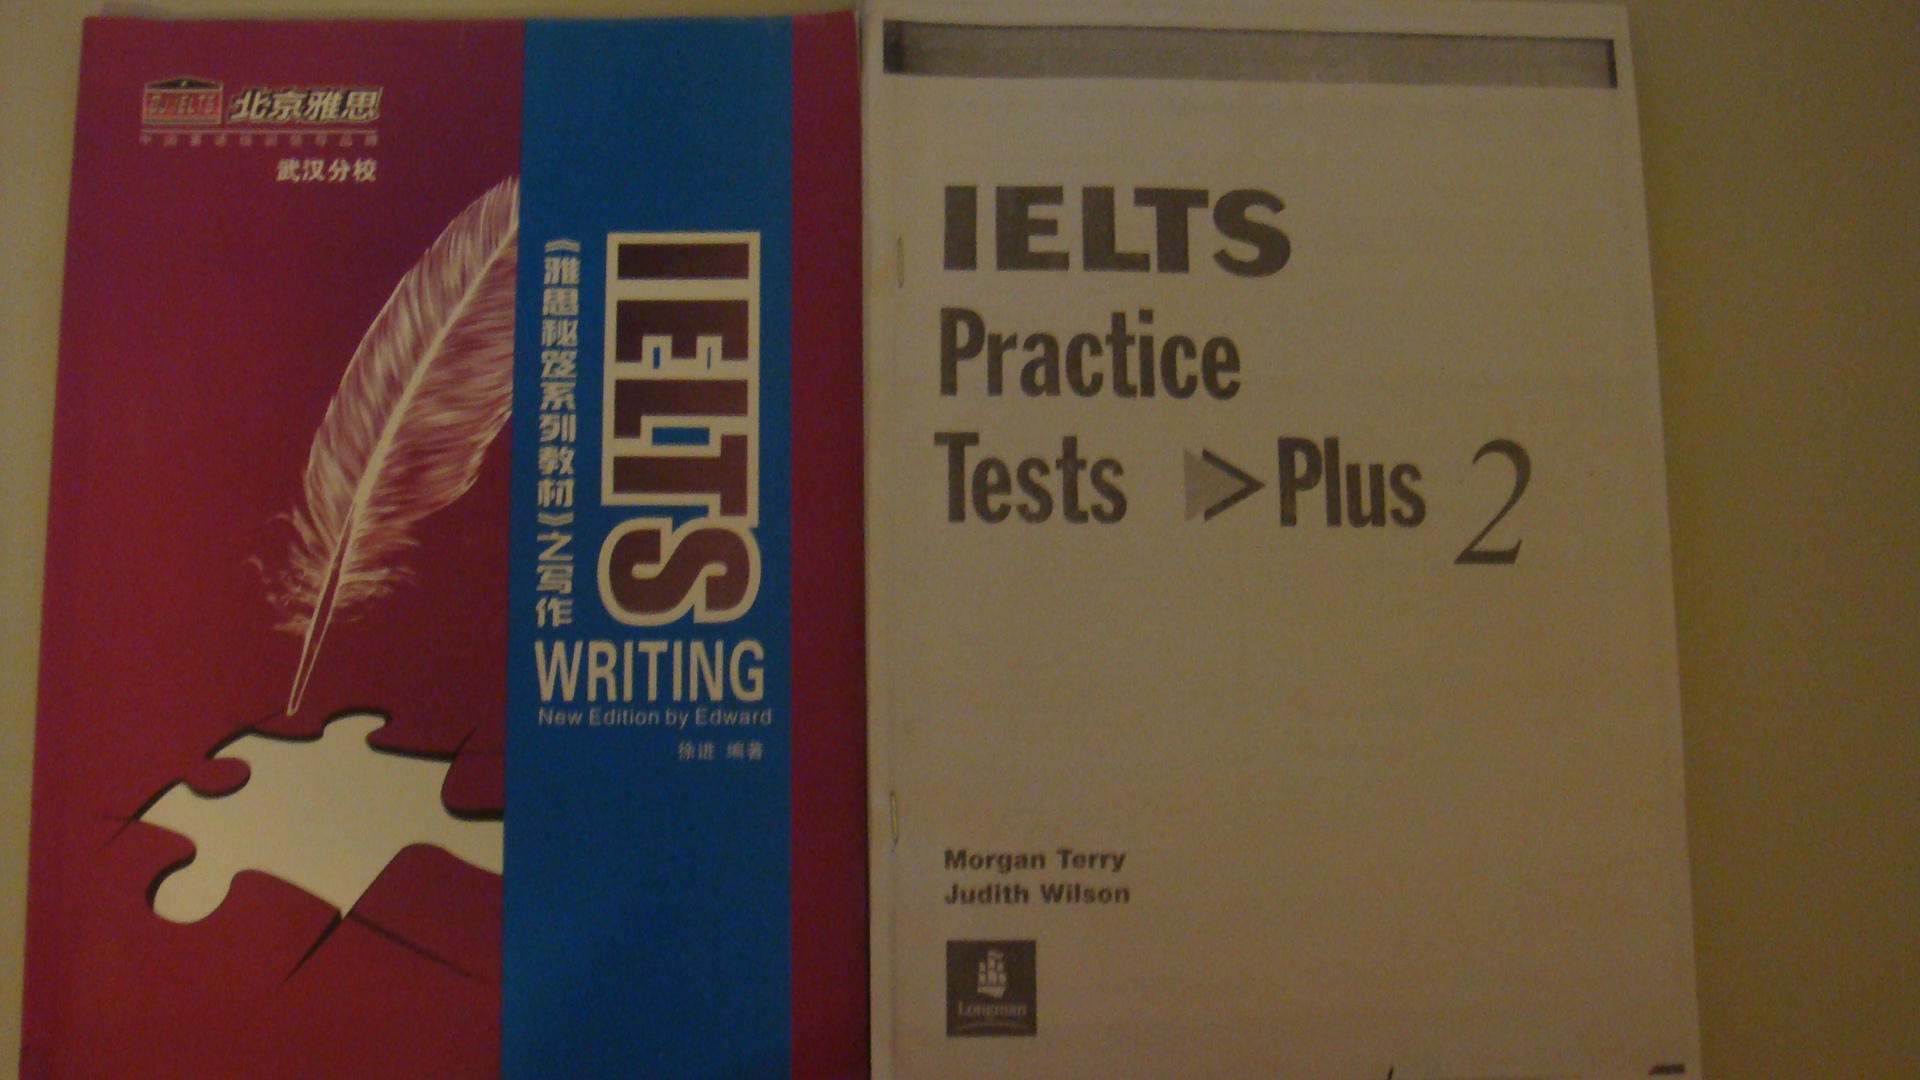 BJ IELTS
北京雅思
武汉分校
《雅思秘笈系列教材》之写作
IELTS
WRITING
New Edition by Edward
徐进 编著
IELTS
Practice
Tests > Plus 2
Morgan Terry
Judith Wilson
Longman